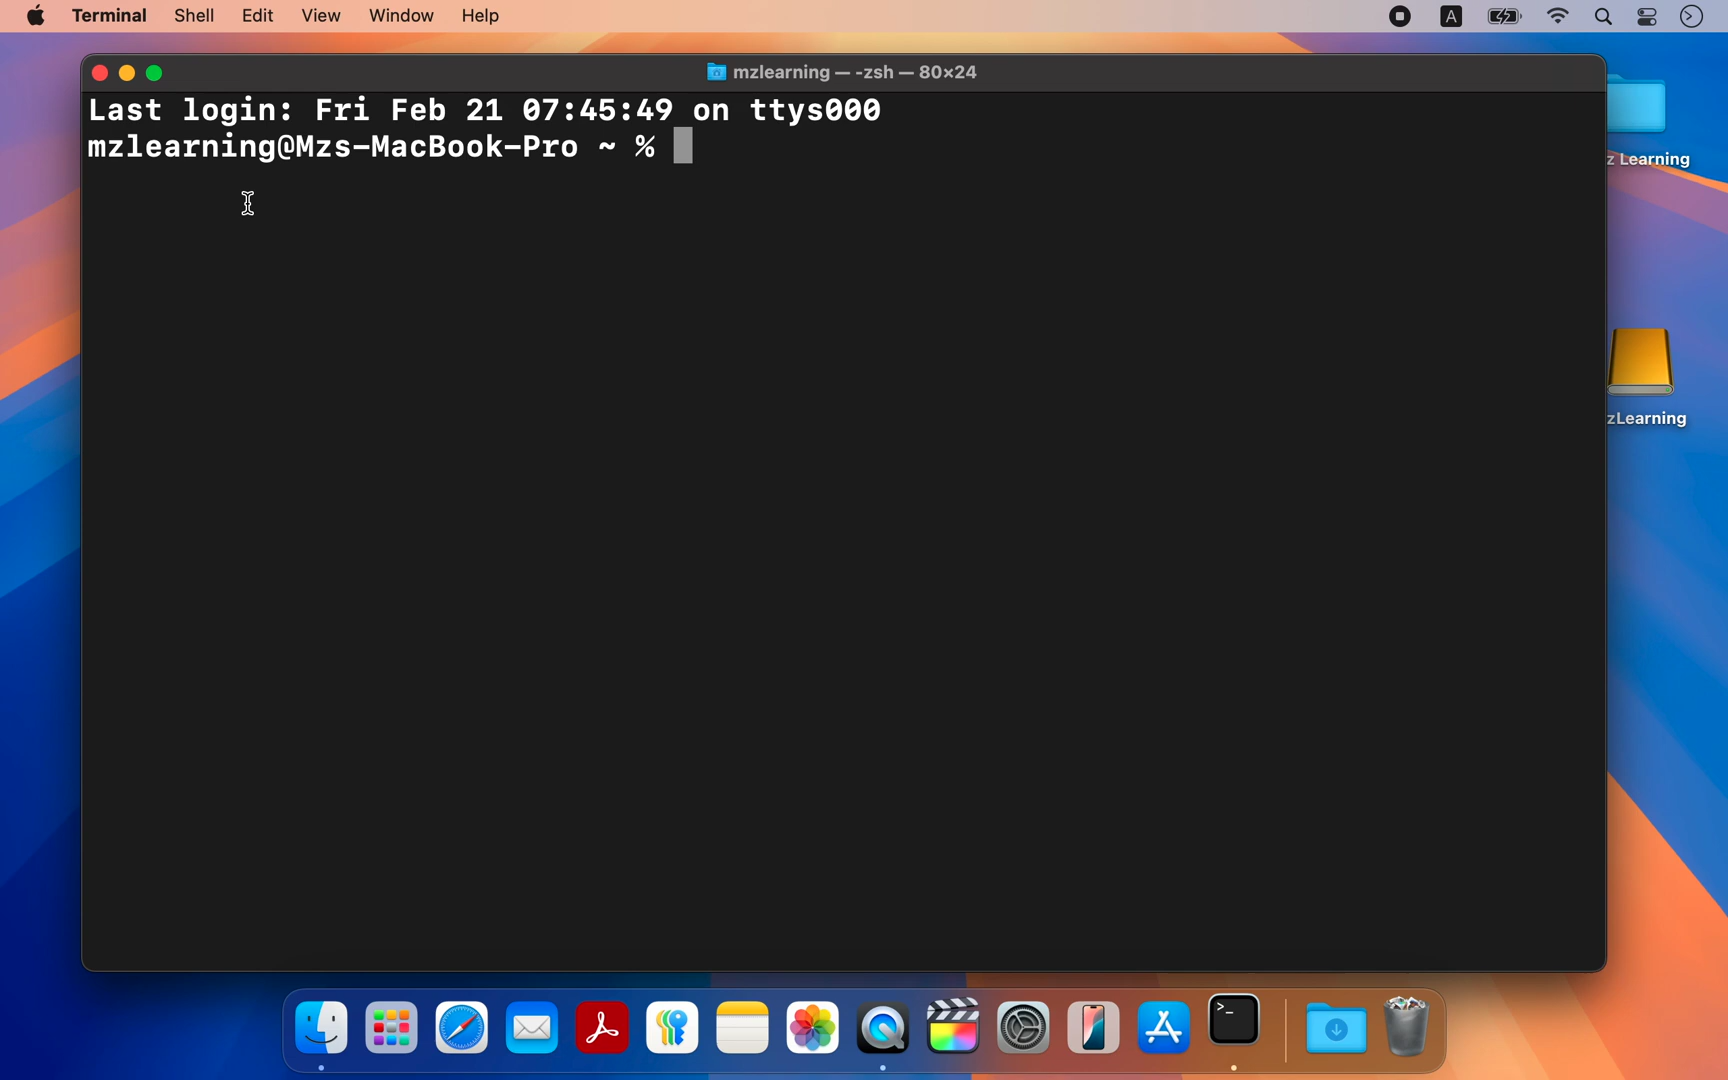 Terminal Shell Edit View Window Help A
mzlearning — -zsh — 80×24
Last login: Fri Feb 21 07:45:49 on ttys000
mzlearning@Mzs-MacBook-Pro ~ %
z Learning
zLearning